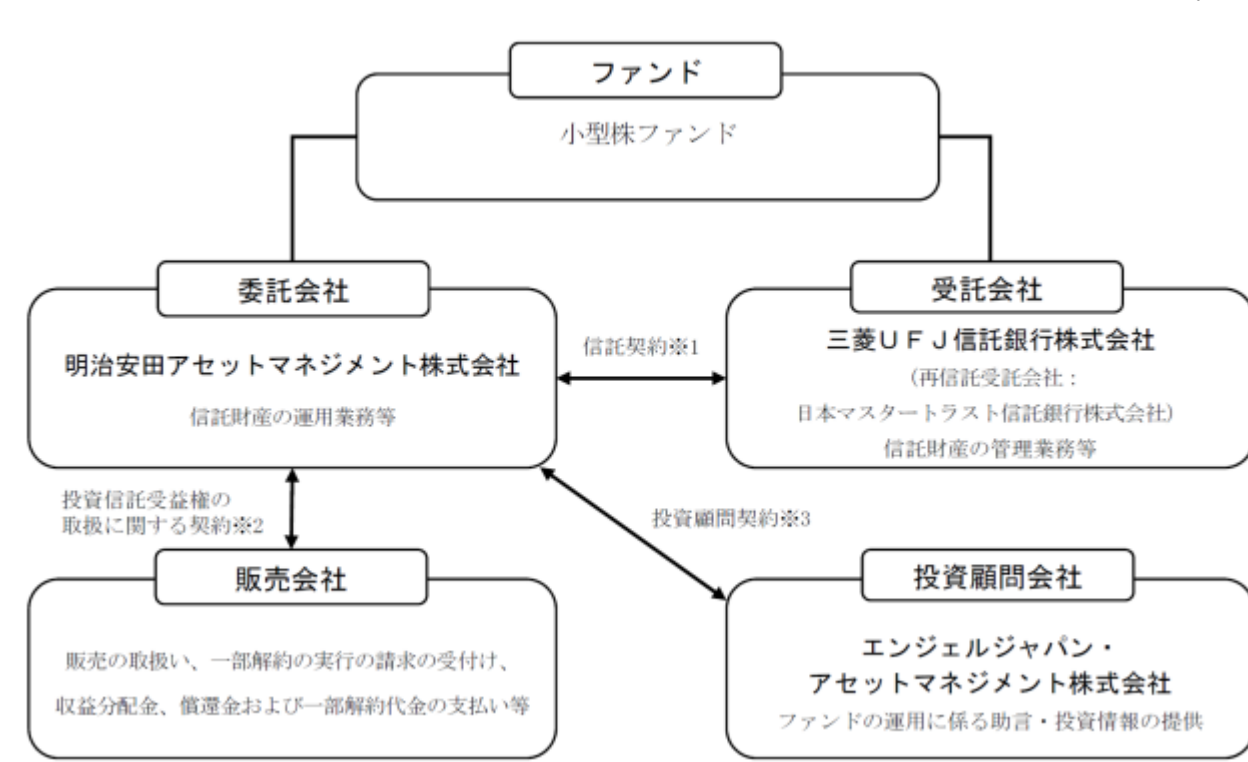 ファンド
小型株ファンド
委託会社
明治安田アセットマネジメント株式会社
信託財産の運用業務等
信託契約※1
受託会社
三菱ＵＦＪ信託銀行株式会社
(再信託受託会社：
日本マスタートラスト信託銀行株式会社)
信託財産の管理業務等
投資信託受益権の
取扱に関する契約※2
投資顧問契約※3
販売会社
販売の取扱い、一部解約の実行の請求の受付け、
収益分配金、償還金および一部解約代金の支払い等
投資顧問会社
エンジェルジャパン・
アセットマネジメント株式会社
ファンドの運用に係る助言・投資情報の提供